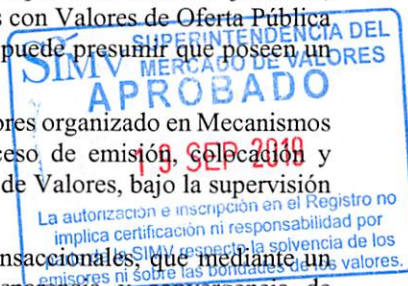 s con Valores de Oferta Pública
puede presumir que poseen un
SIMV SUPERINTENDENCIA DEL
MERCADO DE VALORES
APROBADO
ores organizado en Mecanismos
ceso de emisión, colocación y
19 SEP 2019
de Valores, bajo la supervisión
La autorización e inscripción en el Registro no
implica certificación ni responsabilidad por
parte de SIMV respecto la solvencia de los
emisores ni sobre las bondades de los valores.
nsaccionales, que mediante un